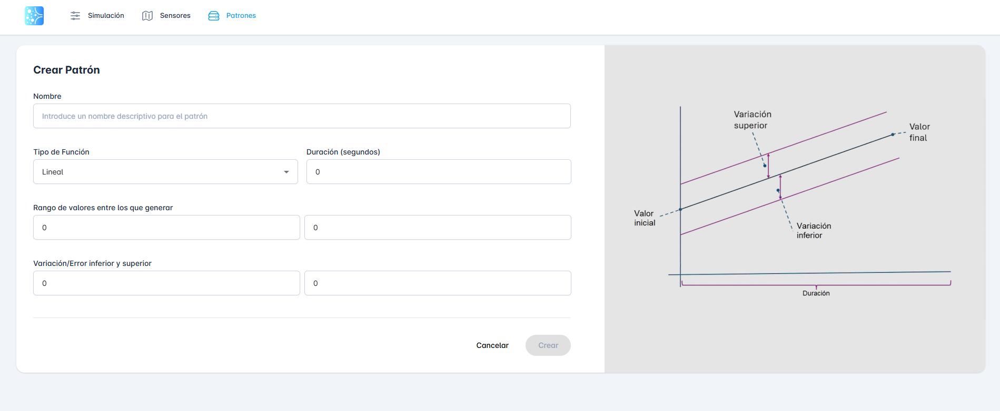 Simulación
Sensores
Patrones
Crear Patrón
Nombre
Introduce un nombre descriptivo para el patrón
Tipo de Función
Duración (segundos)
Lineal
0
Rango de valores entre los que generar
0
0
Variación/Error inferior y superior
0
0
Cancelar
Crear
Variación
superior
Valor
final
Valor
inicial
Variación
inferior
Duración